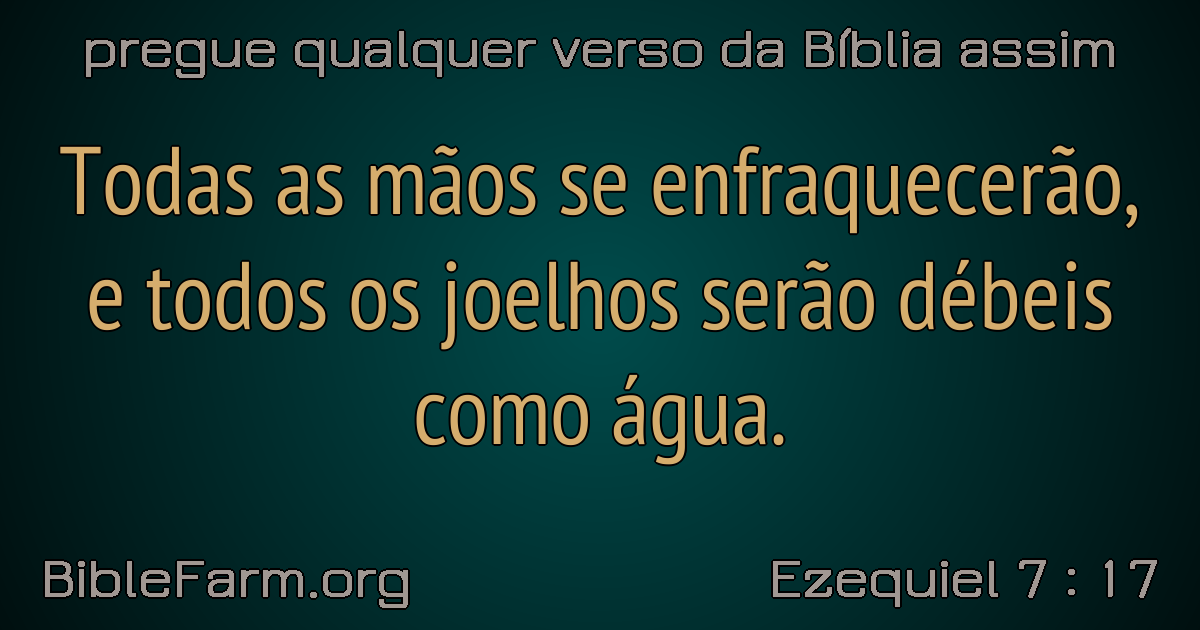 pregue qualquer verso da Bíblia assim
Todas as mãos se enfraquecerão,
e todos os joelhos serão débeis
como água.
BibleFarm.org
Ezequiel 7 : 17